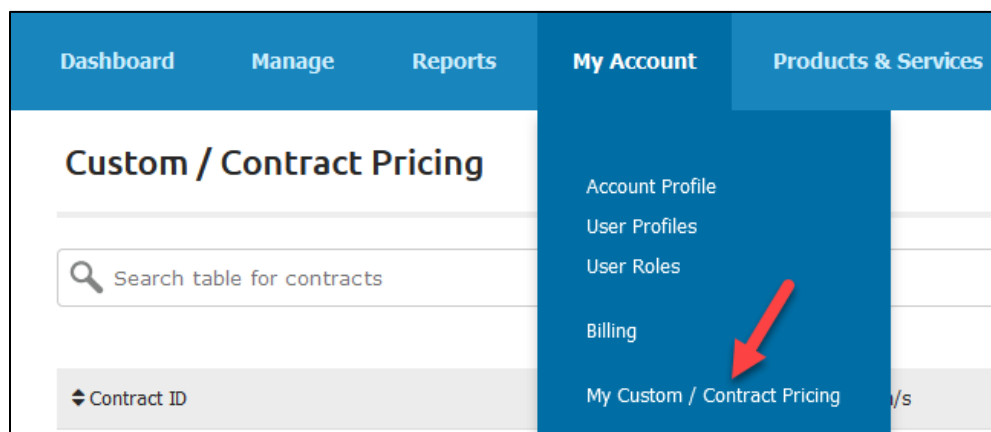 Dashboard Manage Reports My Account Products & Services
Custom / Contract Pricing
Account Profile
User Profiles
User Roles
Search table for contracts
Billing
My Custom / Contract Pricing
Contract ID
/s